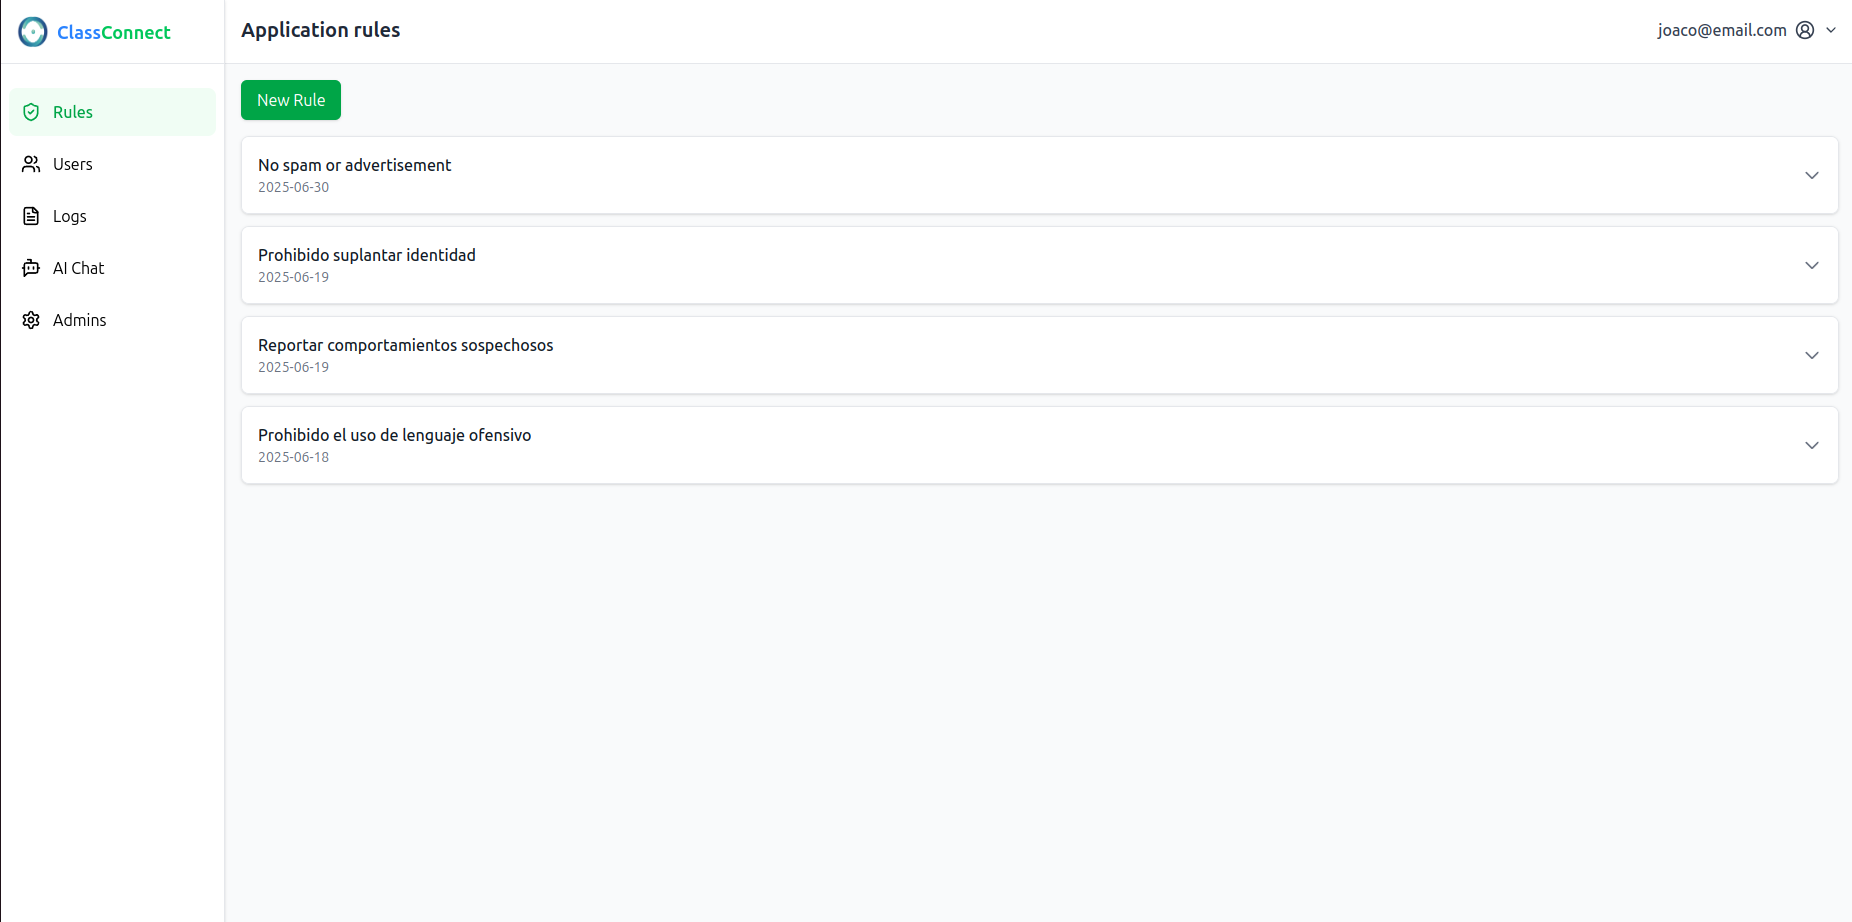 ClassConnect
Application rules
joaco@email.com
Rules
Users
Logs
AI Chat
Admins
New Rule
No spam or advertisement
2025-06-30
Prohibido suplantar identidad
2025-06-19
Reportar comportamientos sospechosos
2025-06-19
Prohibido el uso de lenguaje ofensivo
2025-06-18